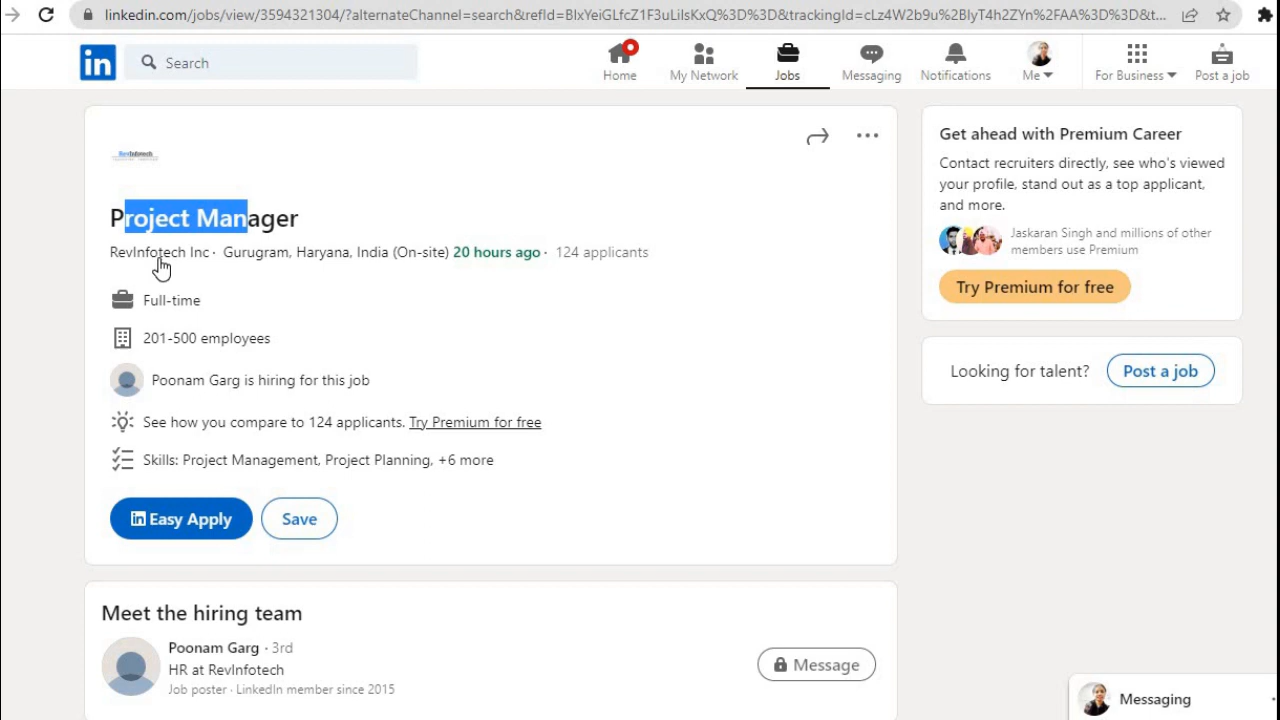 linkedin.com/jobs/view/3594321304/?alternateChannel=search&refId=BlxYeiGLfcZ1F3uLilsKxQ%3D%3D&trackingId=cLz4W2b9u%2BIyT4h2ZYn%2FAA%3D%3D&t...
in
Search
Home
My Network
Jobs
Messaging
Notifications
Me
For Business
Post a job
RevInfotech
Project Manager
RevInfotech Inc · Gurugram, Haryana, India (On-site) 20 hours ago · 124 applicants
Full-time
201-500 employees
Poonam Garg is hiring for this job
See how you compare to 124 applicants. Try Premium for free
Skills: Project Management, Project Planning, +6 more
in Easy Apply
Save
Meet the hiring team
Poonam Garg · 3rd
HR at RevInfotech
Job poster · LinkedIn member since 2015
Message
Get ahead with Premium Career
Contact recruiters directly, see who's viewed
your profile, stand out as a top applicant,
and more.
Jaskaran Singh and millions of other
members use Premium
Try Premium for free
Looking for talent?
Post a job
Messaging